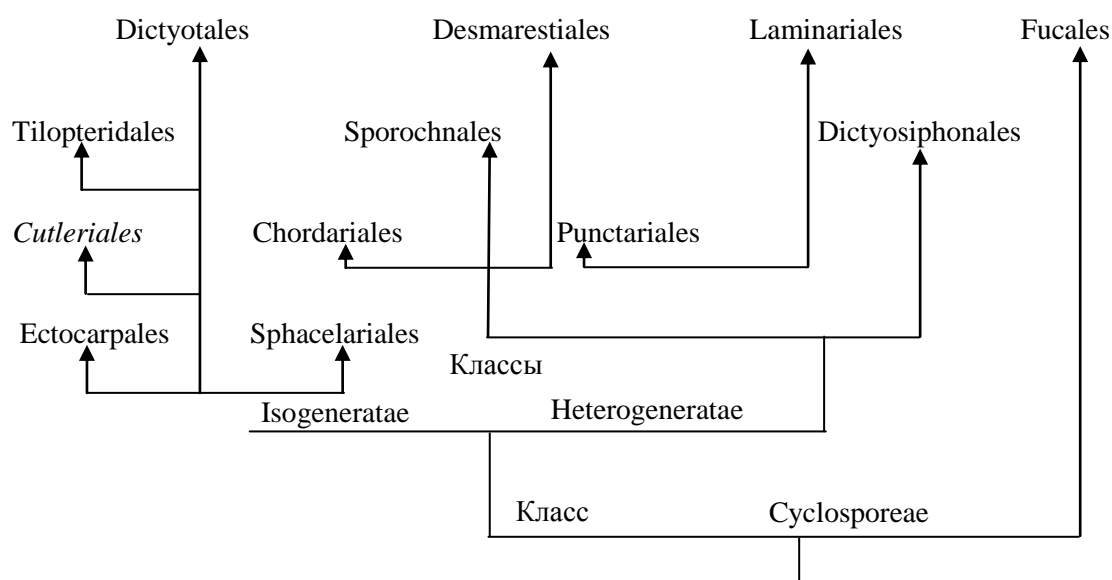 Dictyotales
Desmarestiales
Laminariales
Fucales
Tilopteridales
Sporochnales
Dictyosiphonales
Cutleriales
Chordariales
Punctariales
Ectocarpales
Sphacelariales
Классы
Isogeneratae
Heterogeneratae
Класс
Cyclosporeae